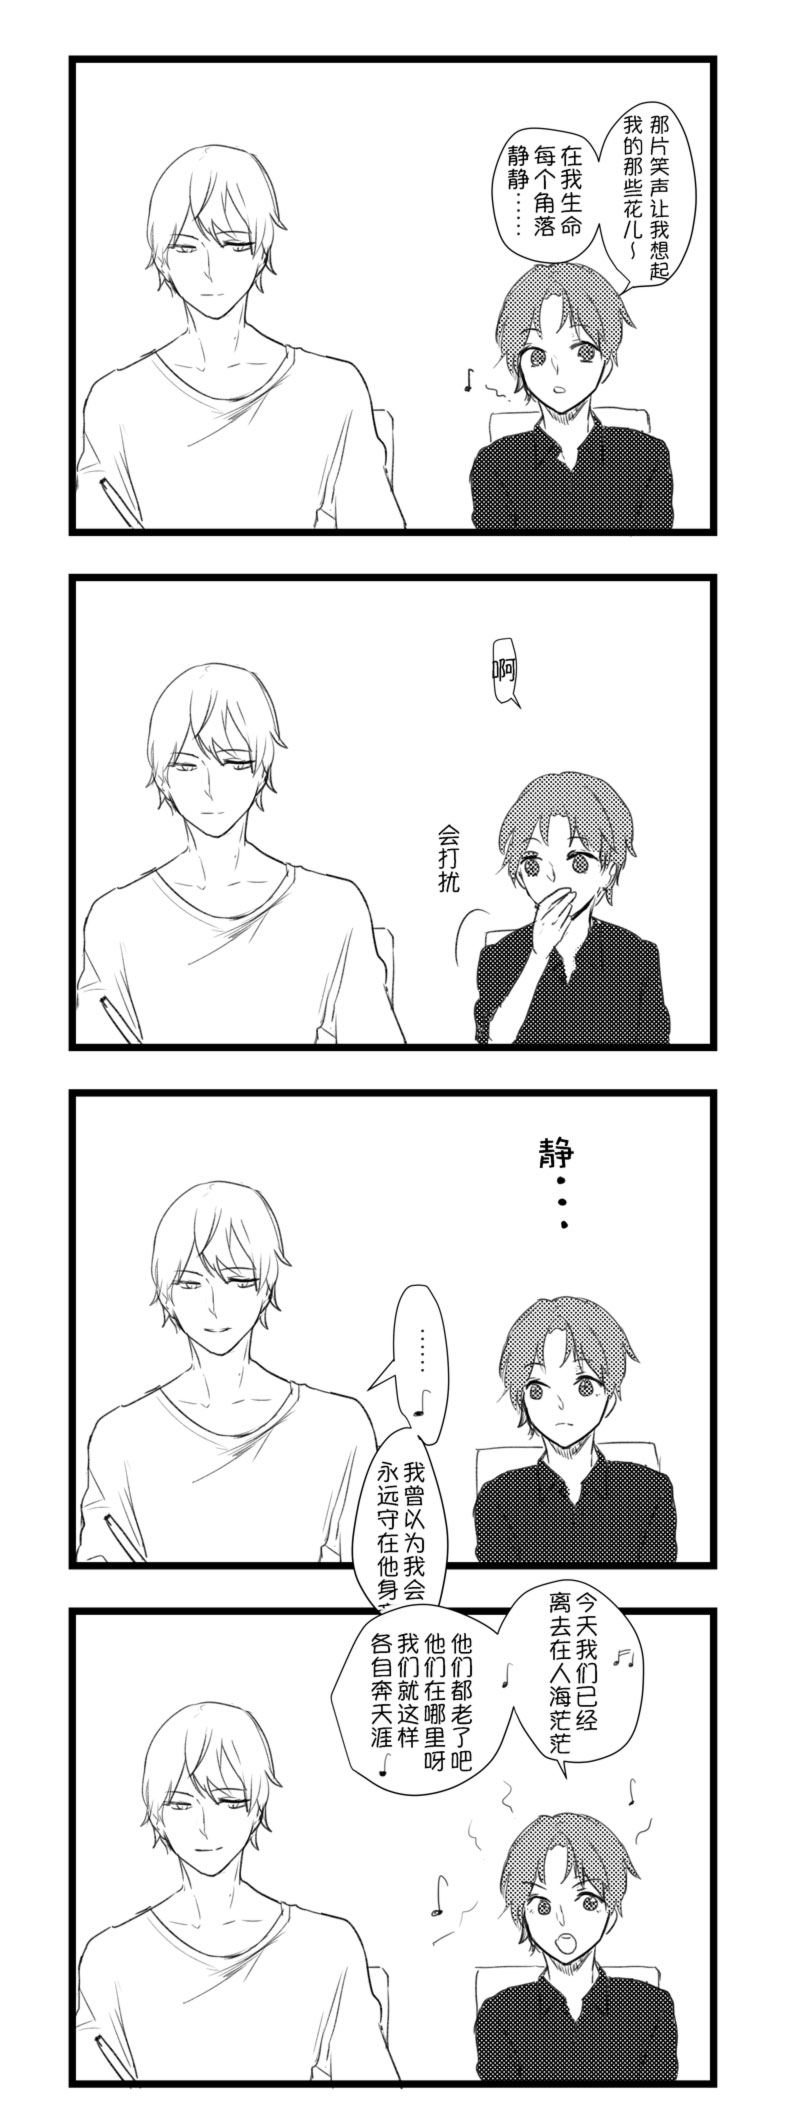 那片笑声让我想起
我的那些花儿~
在我生命
每个角落
静静……
啊
会打扰
静…
……
我曾以为我会
永远守在他身
今天我们已经
离去在人海茫茫
他们都老了吧
他们在哪里呀
我们就这样
各自奔天涯